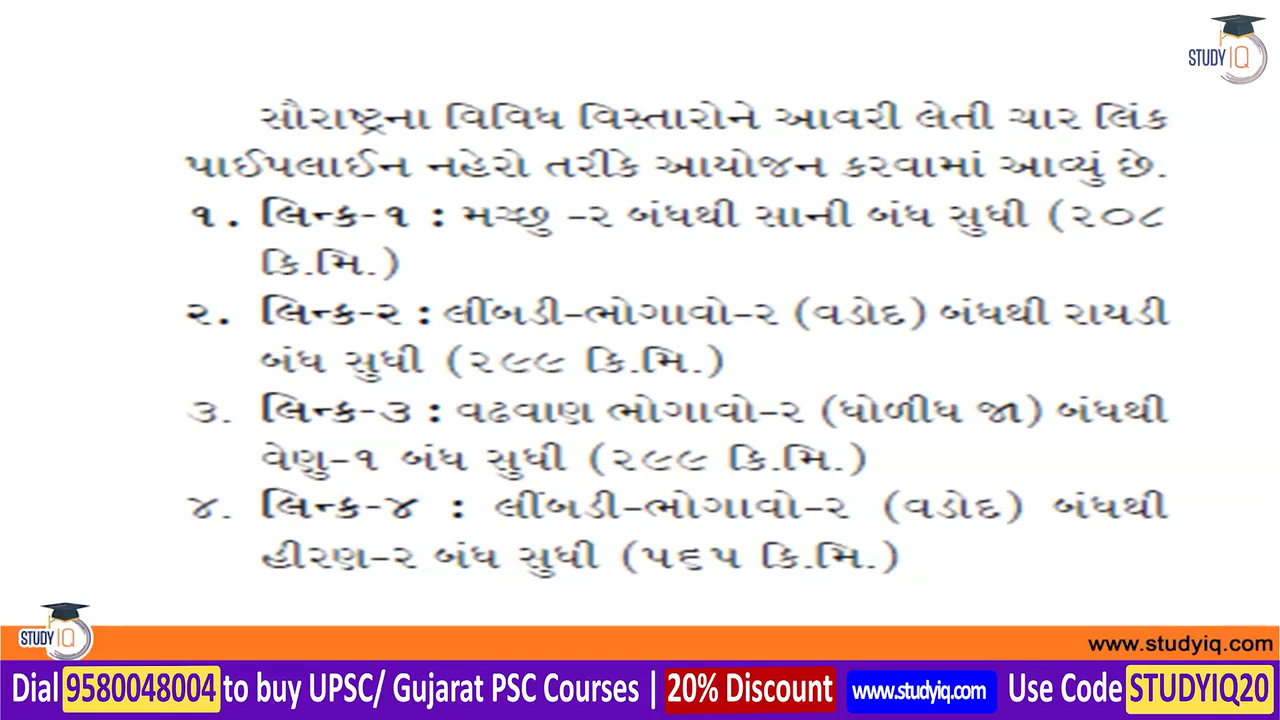 STUDY IQ
સૌરાષ્ટ્રના વિવિધ વિસ્તારોને આવરી લેતી ચાર લિંક
પાઈપલાઈન નહેરો તરીકે આયોજન કરવામાં આવ્યું છે.
૧. લિન્ક-૧ : મચ્છુ -૨ બંધથી સાની બંધ સુધી (૨૦૮
કિ.મિ.)
૨. લિન્ક-૨ : લીંબડી-ભોગાવો-૨ (વડોદ) બંધથી રાયડી
બંધ સુધી (૨૯૯ કિ.મિ.)
૩. લિન્ક-૩ : વઢવાણ ભોગાવો-૨ (ધોળીધ જા) બંધથી
વેણુ-૧ બંધ સુધી (૨૯૯ કિ.મિ.)
૪. લિન્ક-૪ : લીંબડી-ભોગાવો-૨ (વડોદ) બંધથી
હીરણ-૨ બંધ સુધી (૫૬૫ કિ.મિ.)
STUDY IQ
www.studyiq.com
Dial 9580048004 to buy UPSC/ Gujarat PSC Courses | 20% Discount www.studyiq.com Use Code STUDYIQ20